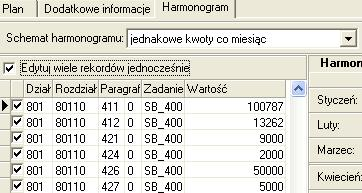 Plan Dodatkowe informacje Harmonogram
Schemat harmonogramu: jednakowe kwoty co miesiąc
Edytuj wiele rekordów jednocześnie
Harmon
Dział Rozdział Paragraf Zadanie Wartość
801 80110 411 0 SB_400 100787
Styczeń:
801 80110 412 0 SB_400 13262
Luty:
801 80110 421 0 SB_400 9000
801 80110 424 0 SB_400 2000
Marzec:
801 80110 426 0 SB_400 50000
Kwiecień
801 80110 427 0 SB_400 5000